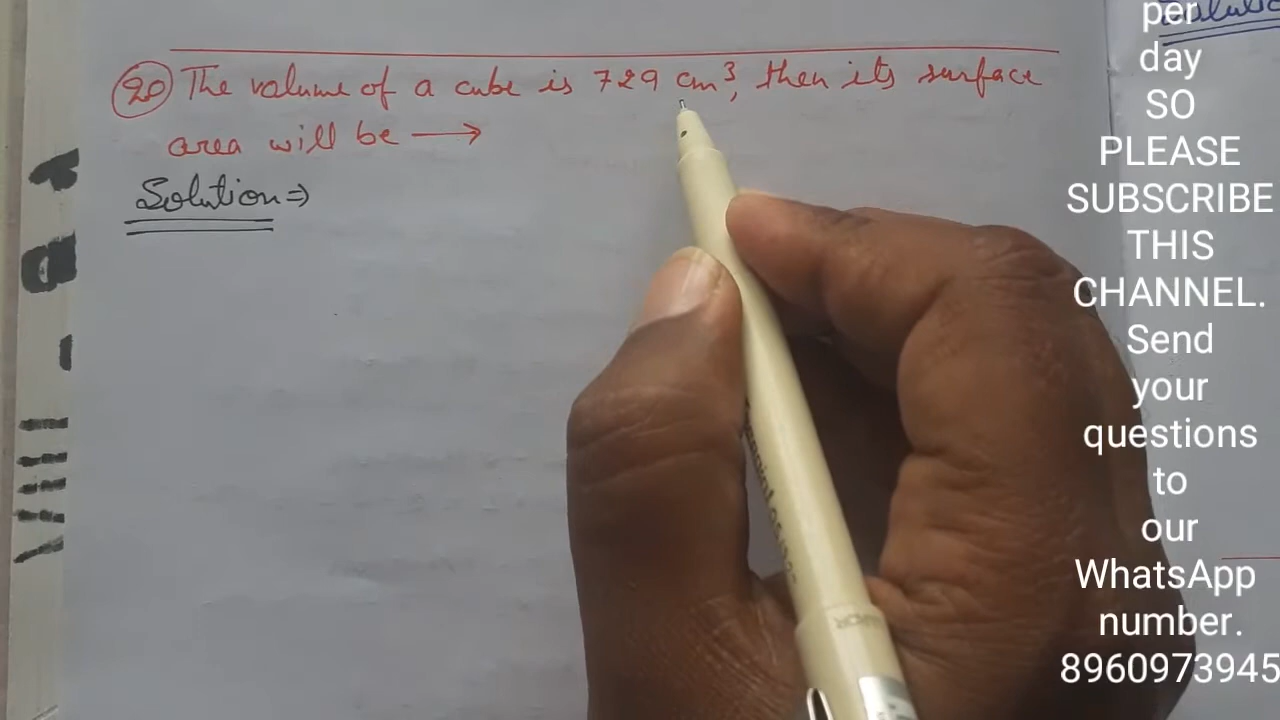 20 The volume of a cube is 729 cm³, then its surface
area will be →
Solution ⇒
per
day
SO
PLEASE
SUBSCRIBE
THIS
CHANNEL.
Send
your
questions
to
our
WhatsApp
number.
8960973945